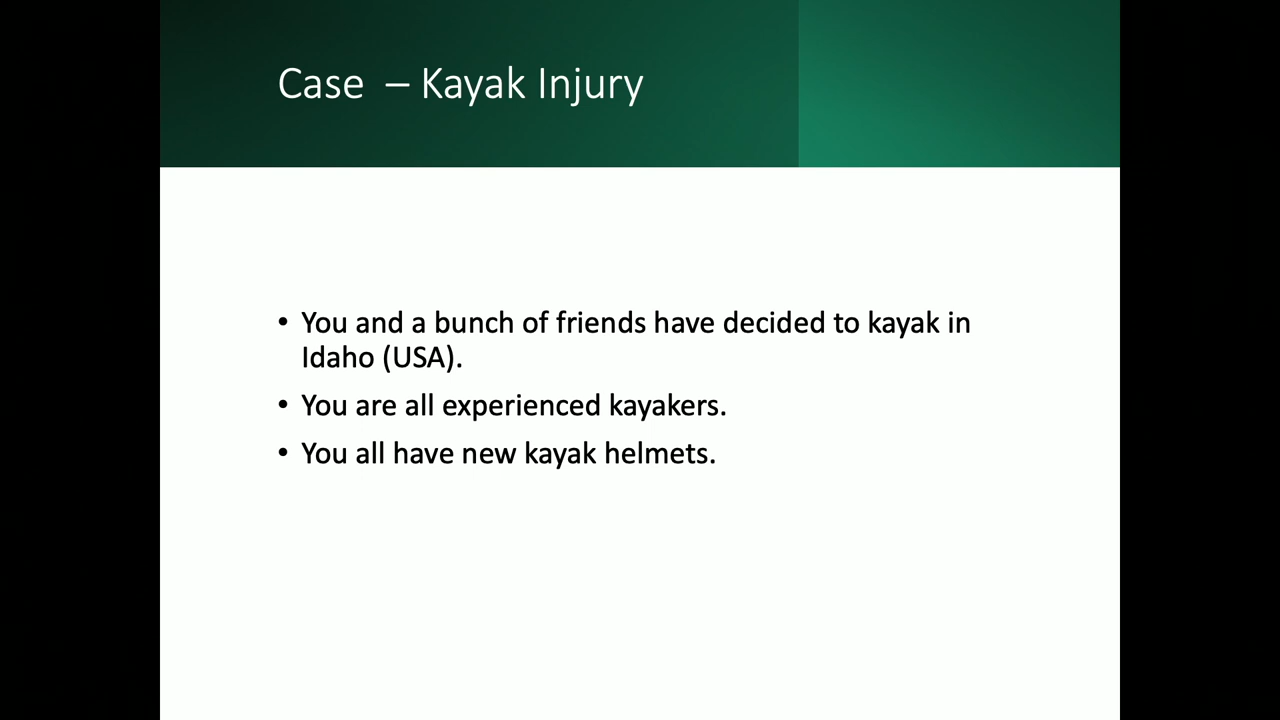 Case – Kayak Injury
• You and a bunch of friends have decided to kayak in
Idaho (USA).
• You are all experienced kayakers.
• You all have new kayak helmets.